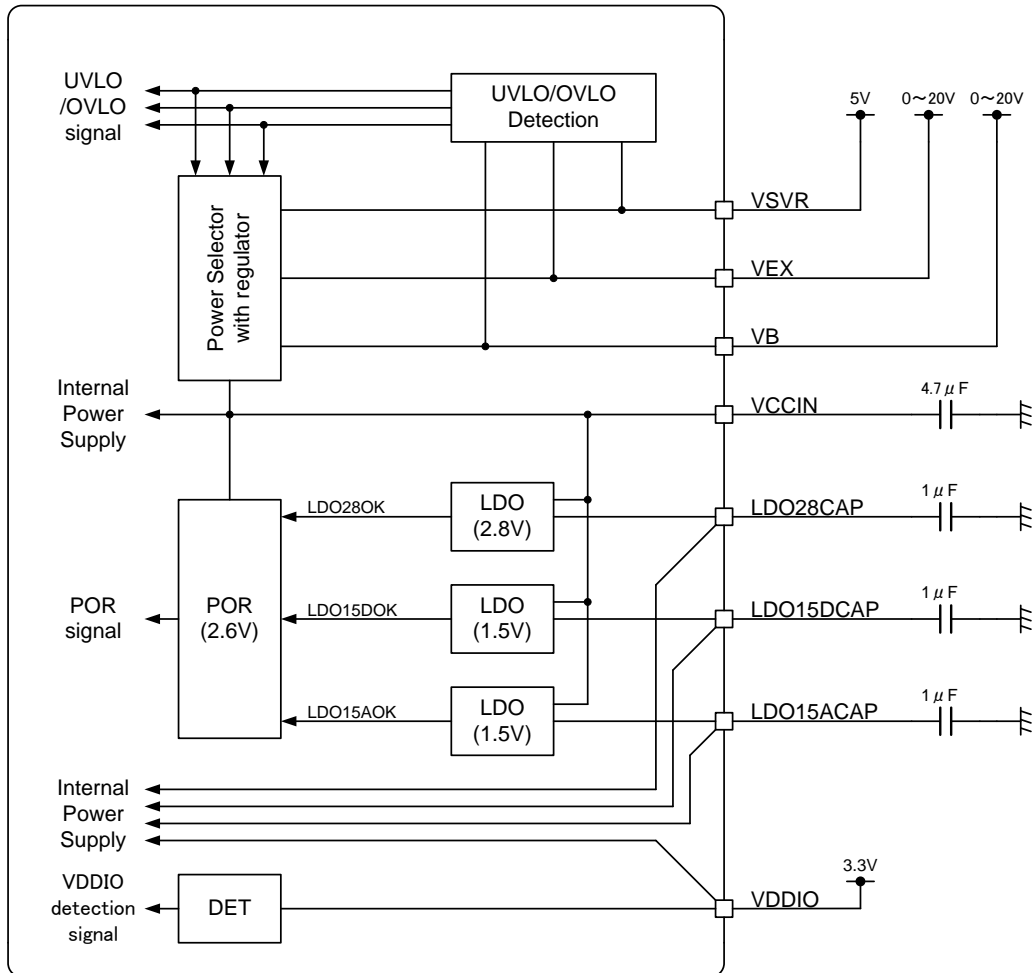 UVLO
/OVLO
signal
UVLO/OVLO
Detection
5V
0～20V
0～20V
Power Selector
with regulator
VSVR
VEX
VB
Internal
Power
Supply
VCCIN
4.7μF
LDO28OK
LDO
(2.8V)
LDO28CAP
1μF
POR
signal
POR
(2.6V)
LDO15DOK
LDO
(1.5V)
LDO15DCAP
1μF
LDO15AOK
LDO
(1.5V)
LDO15ACAP
1μF
Internal
Power
Supply
VDDIO
detection
signal
DET
VDDIO
3.3V